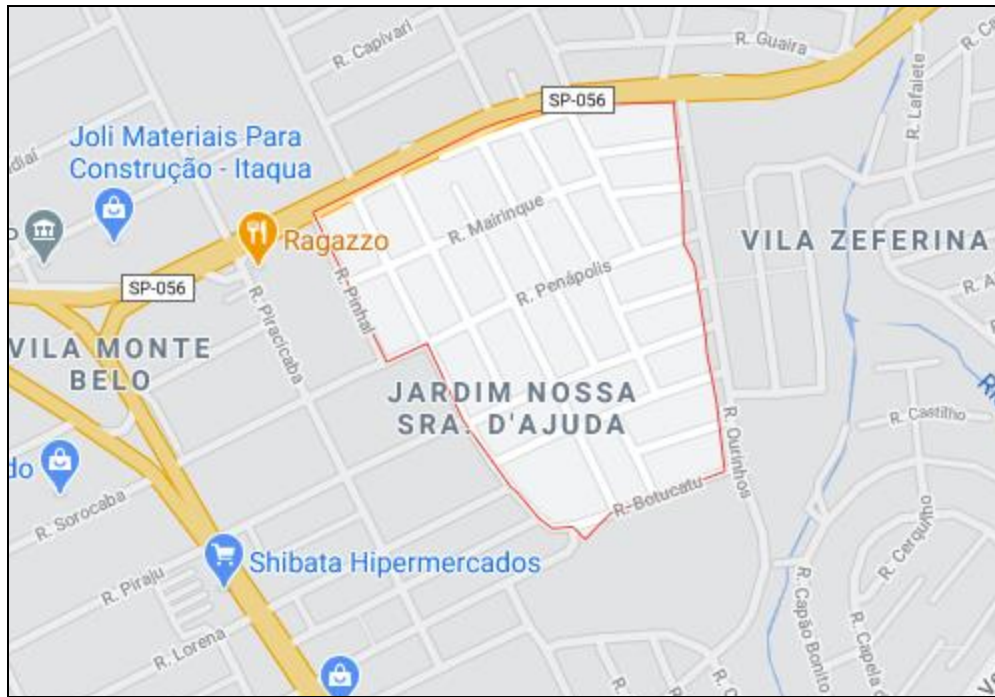 R. Capivari
R. Guaira
R. Lafaiete
SP-056
Joli Materiais Para
Construção - Itaqua
R. Mairinque
Ragazzo
VILA ZEFERINA
R. Penápolis
R. Pinhal
SP-056
R. Piracicaba
VILA MONTE
BELO
JARDIM NOSSA
SRA. D'AJUDA
R. Castilho
R. Ourinhos
R. Botucatu
R. Sorocaba
R. Cerquilho
Shibata Hipermercados
R. Piraju
R. Capão Bonito
R. Capela
R. Lorena